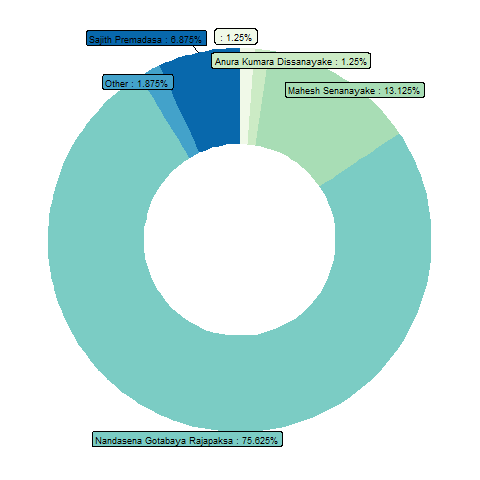 Sajith Premadasa : 6.875%
: 1.25%
Anura Kumara Dissanayake : 1.25%
Other : 1.875%
Mahesh Senanayake : 13.125%
Nandasena Gotabaya Rajapaksa : 75.625%